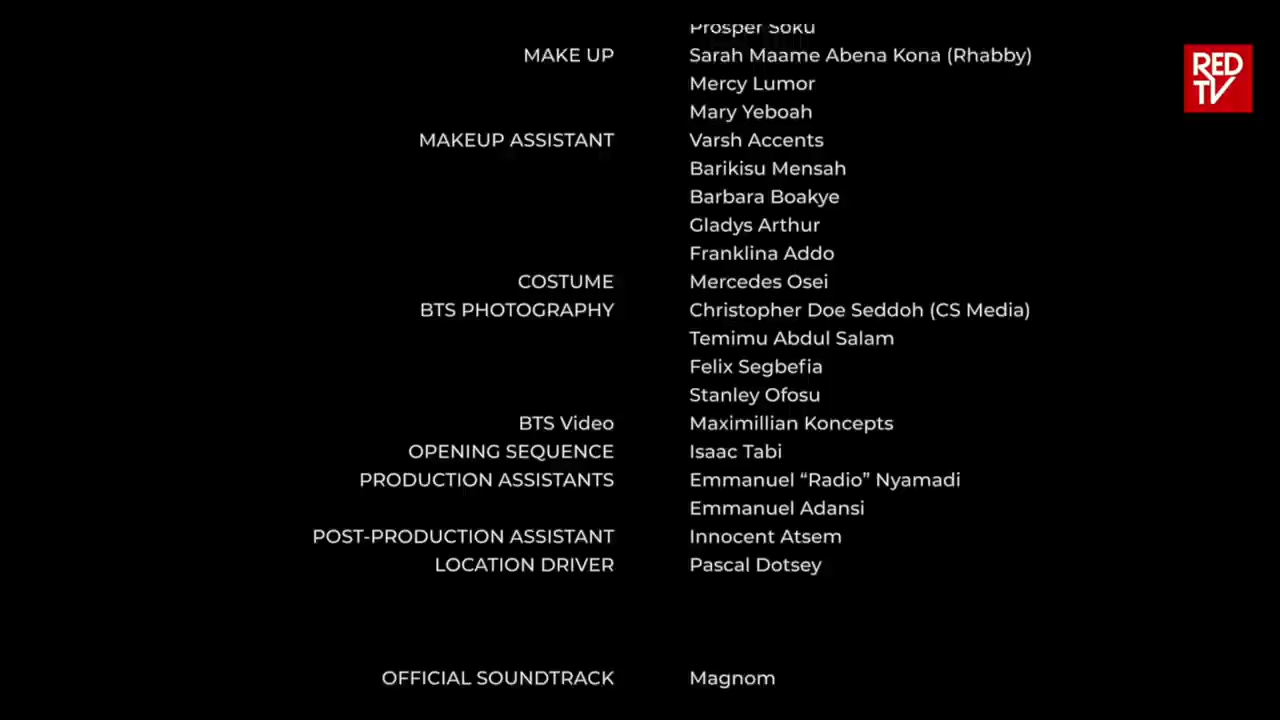 Prosper Soku
MAKE UP Sarah Maame Abena Kona (Rhabby)
Mercy Lumor
Mary Yeboah
MAKEUP ASSISTANT Varsh Accents
Barikisu Mensah
Barbara Boakye
Gladys Arthur
Franklina Addo
COSTUME Mercedes Osei
BTS PHOTOGRAPHY Christopher Doe Seddoh (CS Media)
Temimu Abdul Salam
Felix Segbefia
Stanley Ofosu
BTS Video Maximillian Koncepts
OPENING SEQUENCE Isaac Tabi
PRODUCTION ASSISTANTS Emmanuel “Radio” Nyamadi
Emmanuel Adansi
POST-PRODUCTION ASSISTANT Innocent Atsem
LOCATION DRIVER Pascal Dotsey
OFFICIAL SOUNDTRACK Magnom
RED
TV